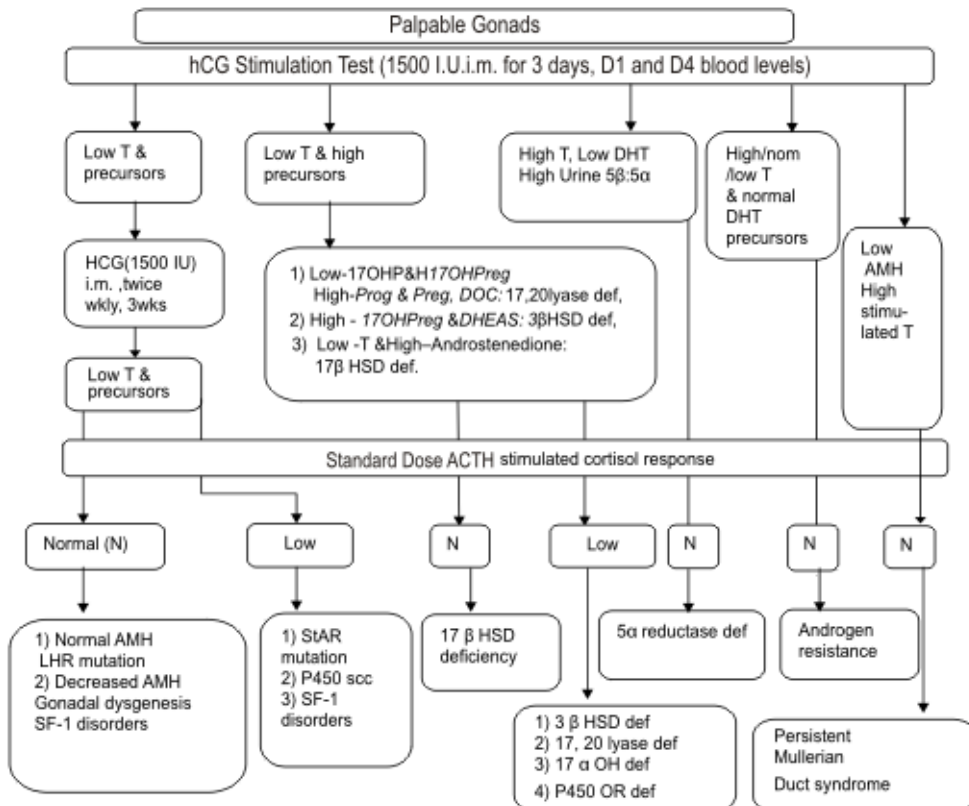 Palpable Gonads
hCG Stimulation Test (1500 I.U.i.m. for 3 days, D1 and D4 blood levels)
Low T &
precursors
Low T & high
precursors
High T, Low DHT
High Urine 5β:5α
High/nom
/low T
& normal
DHT
precursors
Low
AMH
High
stimu-
lated T
HCG(1500 IU)
i.m. ,twice
wkly, 3wks
1) Low-17OHP&H17OHPreg
High-Prog & Preg, DOC: 17,20lyase def,
2) High - 17OHPreg &DHEAS: 3βHSD def,
3) Low -T &High–Androstenedione:
17β HSD def.
Low T &
precursors
Standard Dose ACTH stimulated cortisol response
Normal (N)
Low
N
Low
N
N
N
1) Normal AMH
LHR mutation
2) Decreased AMH
Gonadal dysgenesis
SF-1 disorders
1) StAR
mutation
2) P450 scc
3) SF-1
disorders
17 β HSD
deficiency
5α reductase def
Androgen
resistance
1) 3 β HSD def
2) 17, 20 lyase def
3) 17 α OH def
4) P450 OR def
Persistent
Mullerian
Duct syndrome